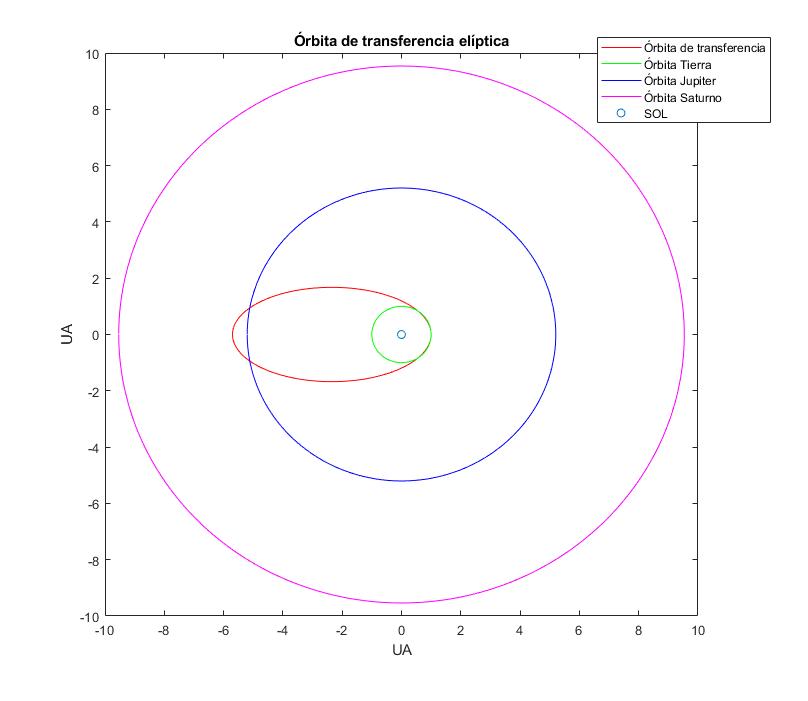 Órbita de transferencia elíptica
Órbita de transferencia
Órbita Tierra
Órbita Jupiter
Órbita Saturno
SOL
UA
10
8
6
4
2
0
-2
-4
-6
-8
-10
-10
-8
-6
-4
-2
0
2
4
6
8
10
UA